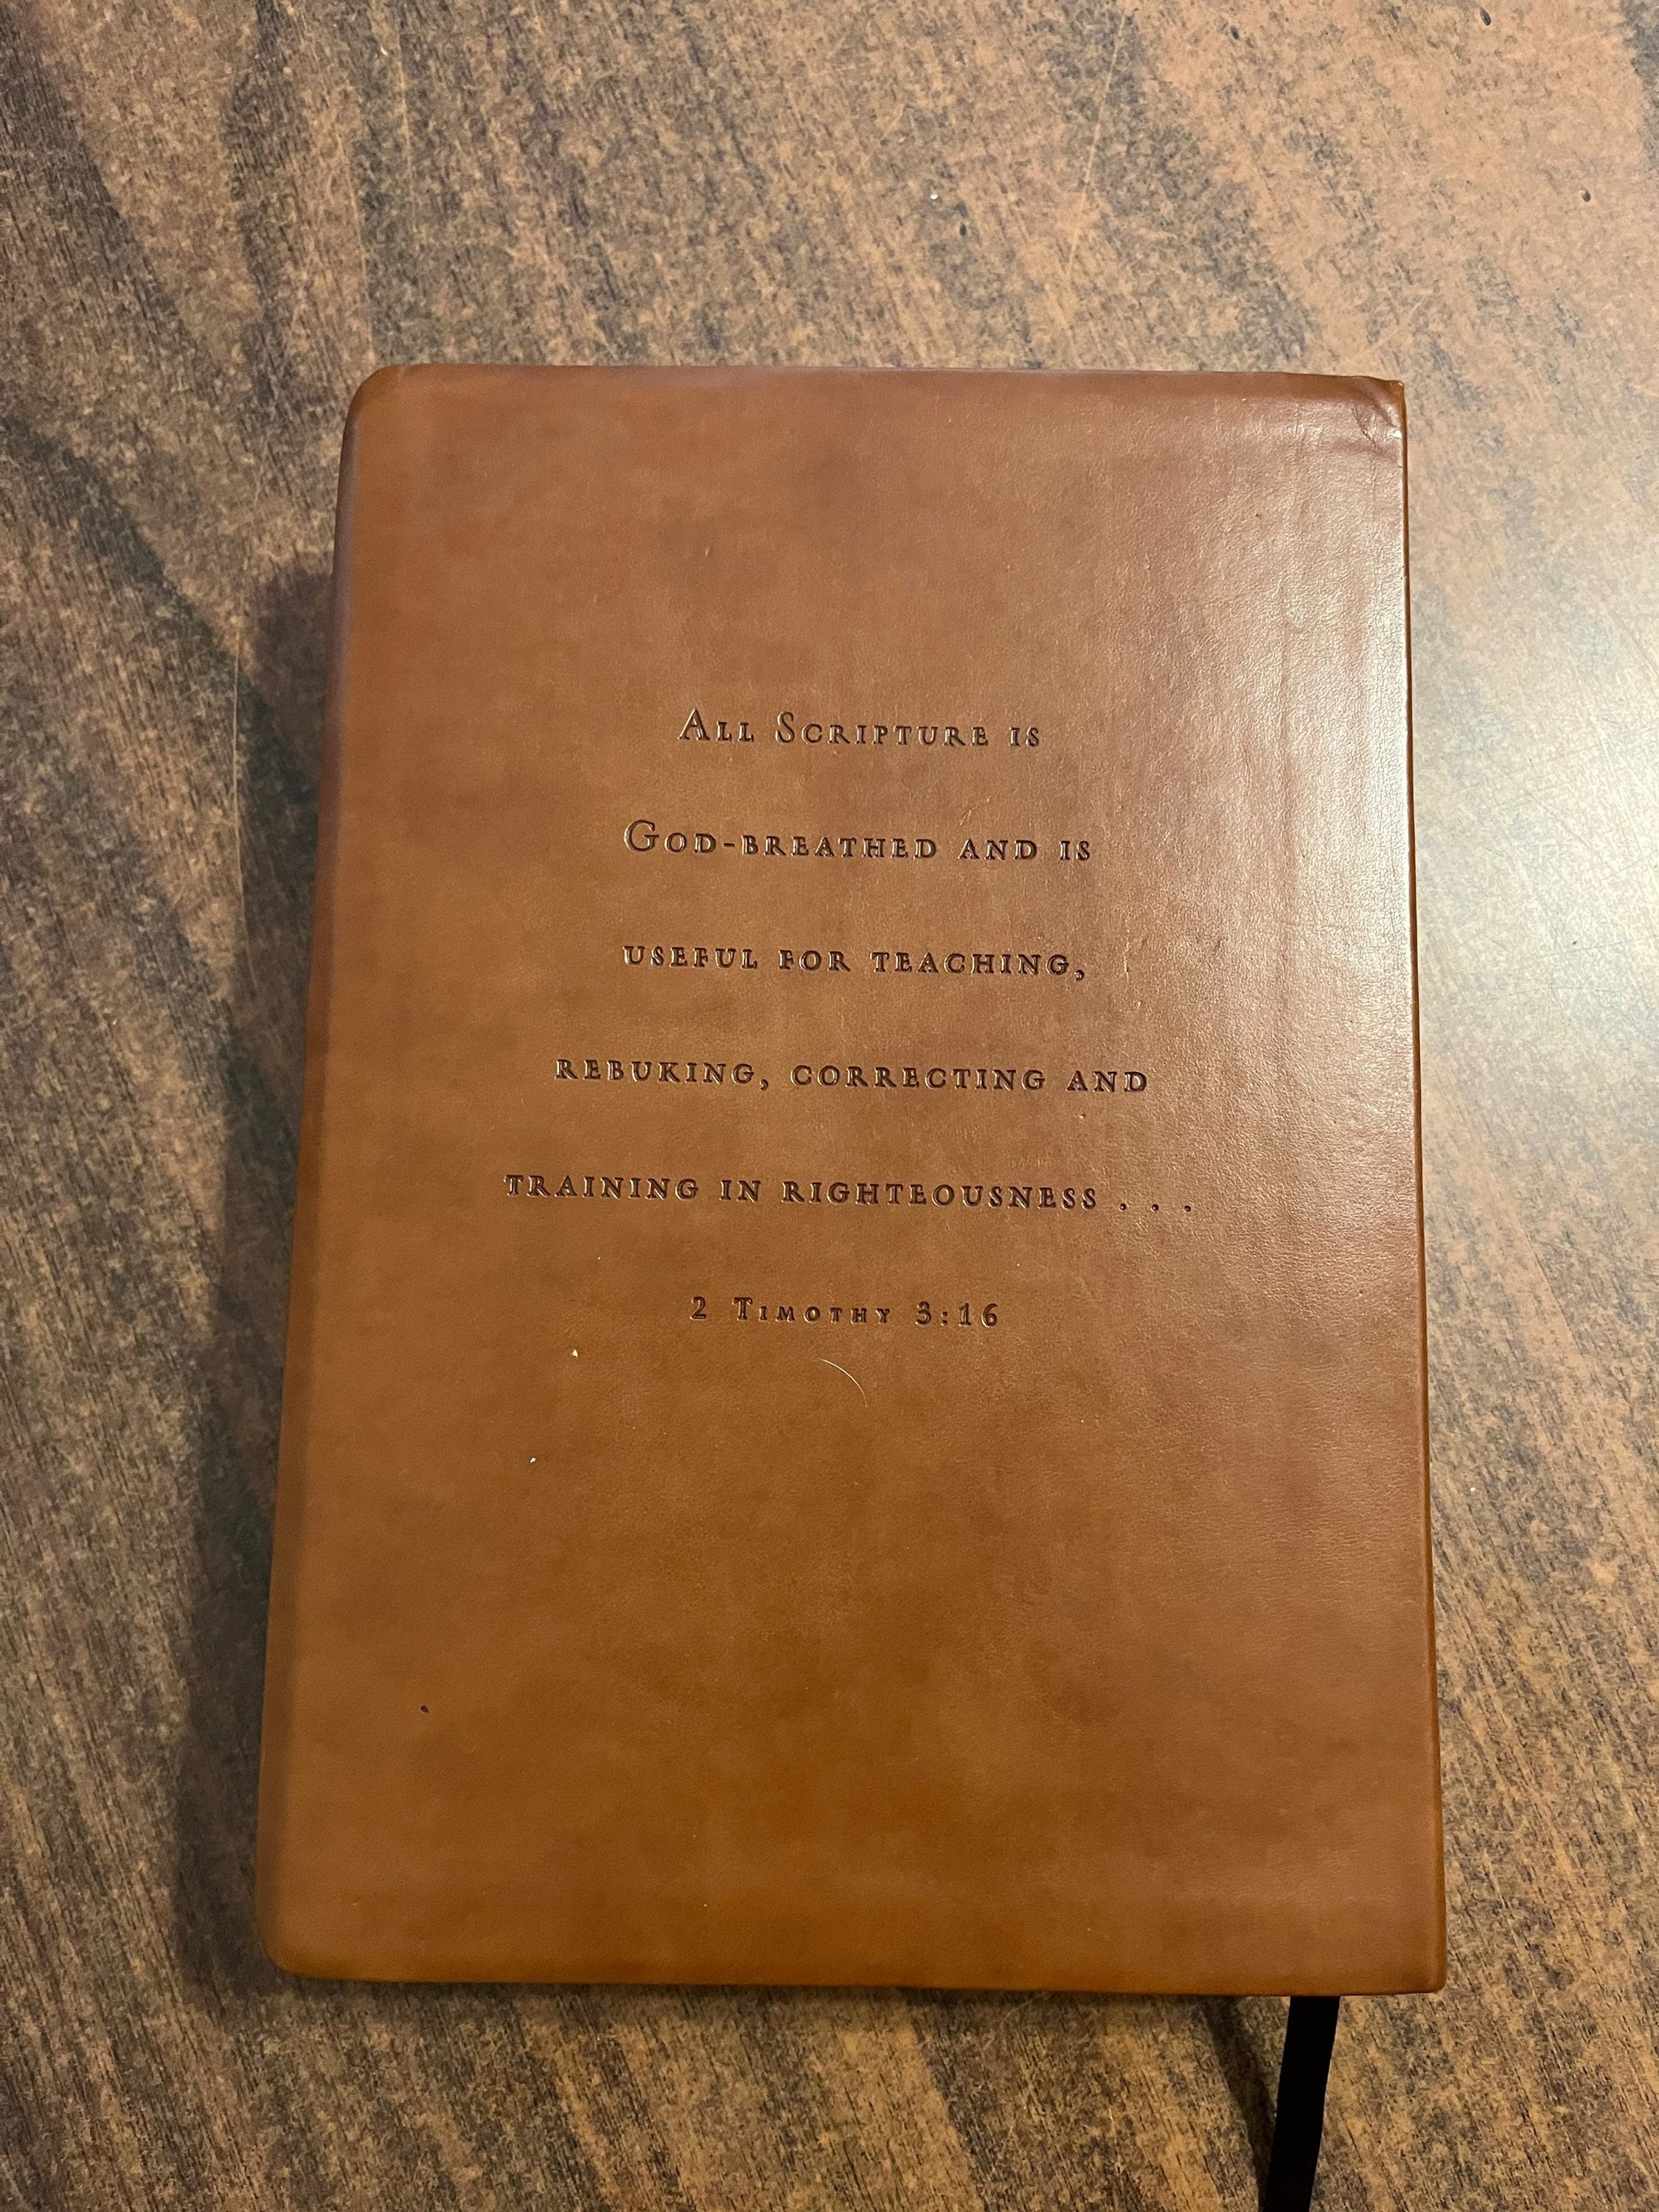 All Scripture is
God-breathed and is
useful for teaching,
rebuking, correcting and
training in righteousness . . .
2 Timothy 3:16